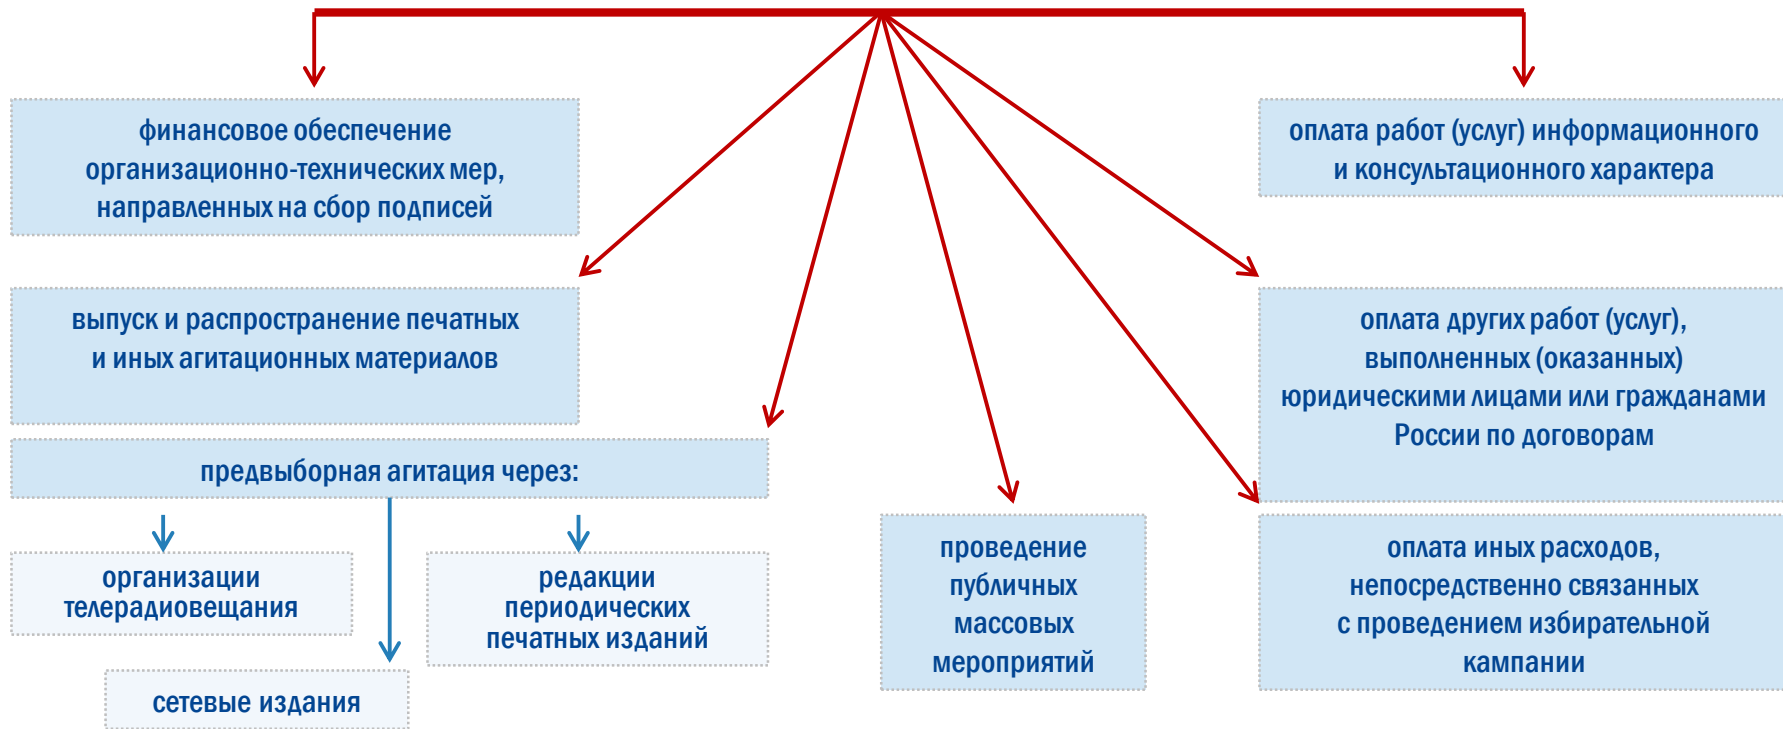 финансовое обеспечение
организационно-технических мер,
направленных на сбор подписей
оплата работ (услуг) информационного
и консультационного характера
выпуск и распространение печатных
и иных агитационных материалов
оплата других работ (услуг),
выполненных (оказанных)
юридическими лицами или гражданами
России по договорам
предвыборная агитация через:
организации
телерадиовещания
редакции
периодических
печатных изданий
сетевые издания
проведение
публичных
массовых
мероприятий
оплата иных расходов,
непосредственно связанных
с проведением избирательной
кампании